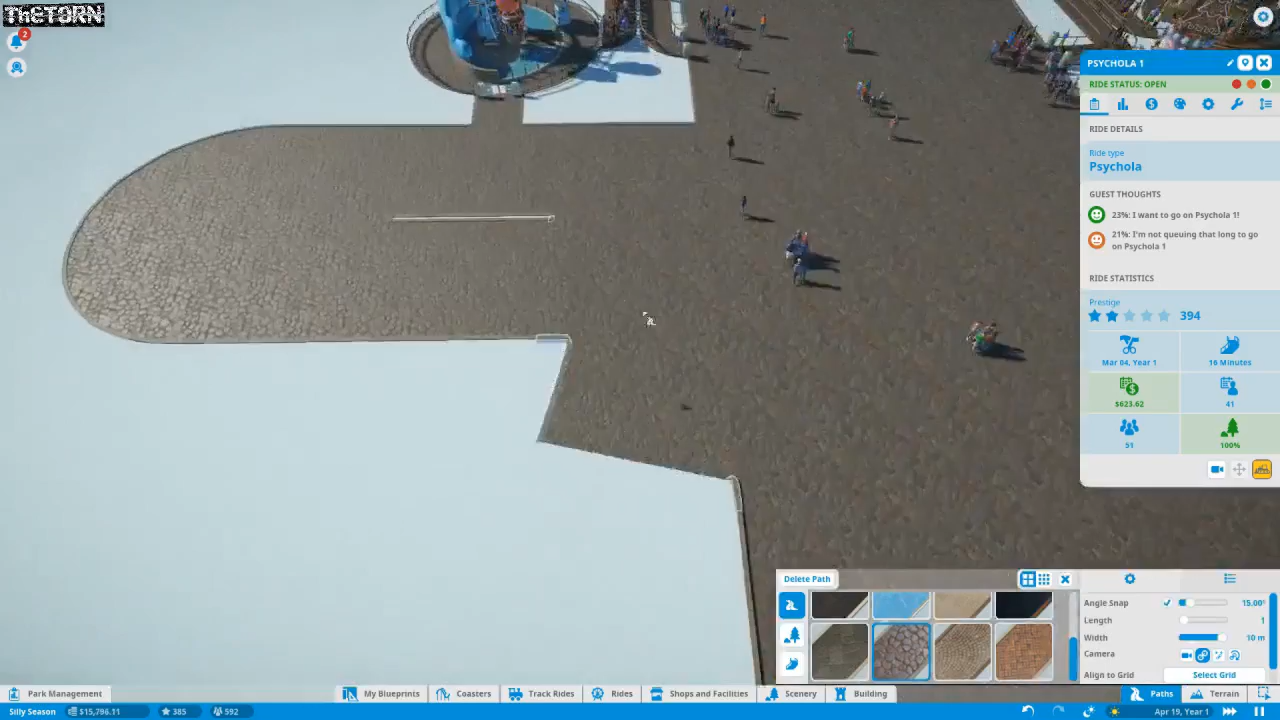 THETORN
2
PSYCHOLA 1
RIDE STATUS: OPEN
RIDE DETAILS
Ride type
Psychola
GUEST THOUGHTS
23%: I want to go on Psychola 1!
21%: I'm not queuing that long to go
on Psychola 1
RIDE STATISTICS
Prestige
394
Mar 04, Year 1
16 Minutes
$623.62
41
51
100%
Delete Path
Angle Snap
15.00°
Length
1
Width
10 m
Camera
Align to Grid
Select Grid
Park Management
My Blueprints
Coasters
Track Rides
Rides
Shops and Facilities
Scenery
Building
Paths
Terrain
Silly Season
$15,796.11
385
592
Apr 19, Year 1